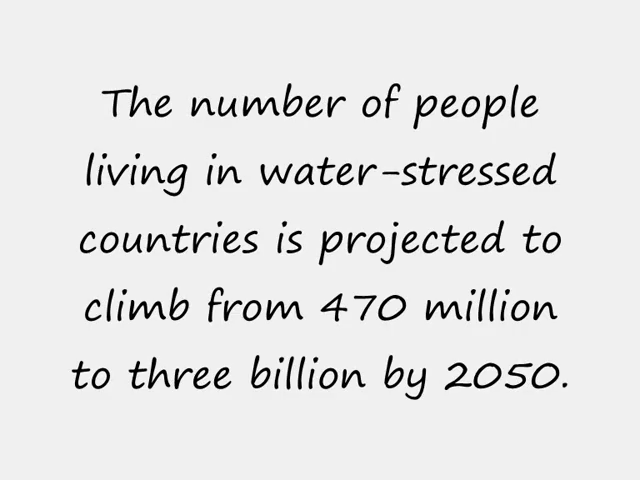 The number of people
living in water-stressed
countries is projected to
climb from 470 million
to three billion by 2050.